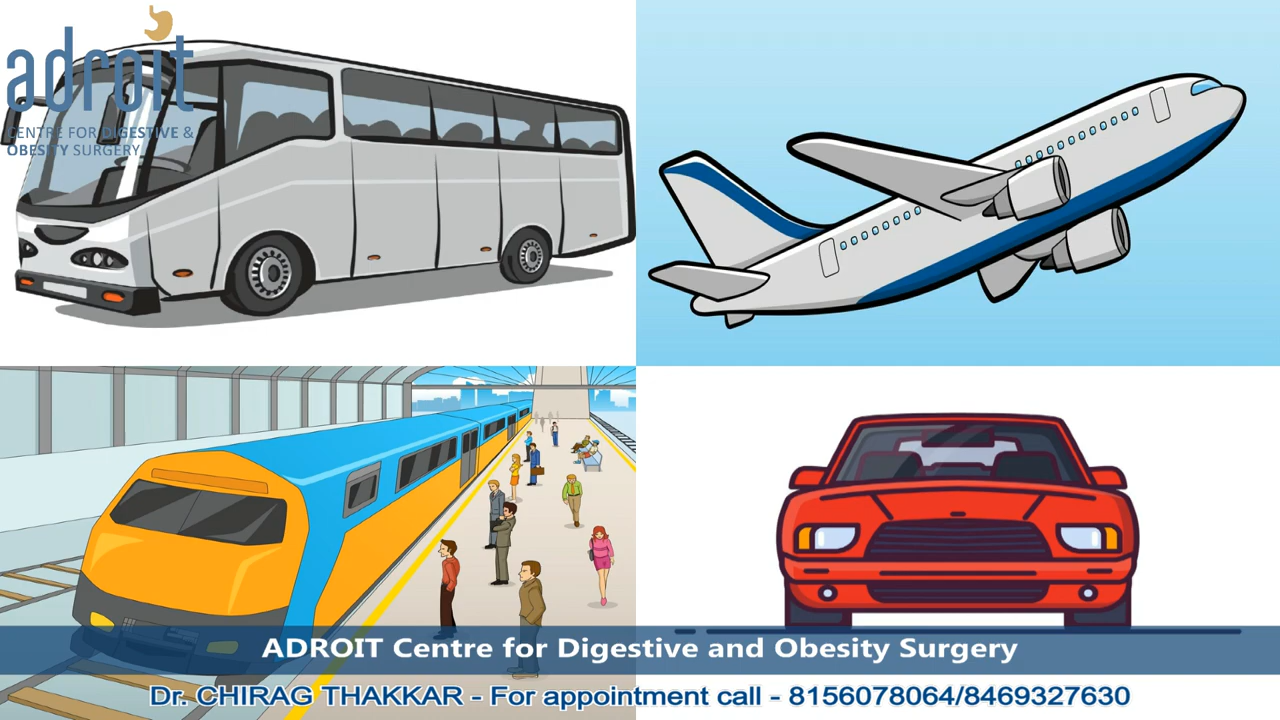 adroit
CENTRE FOR DIGESTIVE &
OBESITY SURGERY
ADROIT Centre for Digestive and Obesity Surgery
Dr. CHIRAG THAKKAR - For appointment call - 8156078064/8469327630